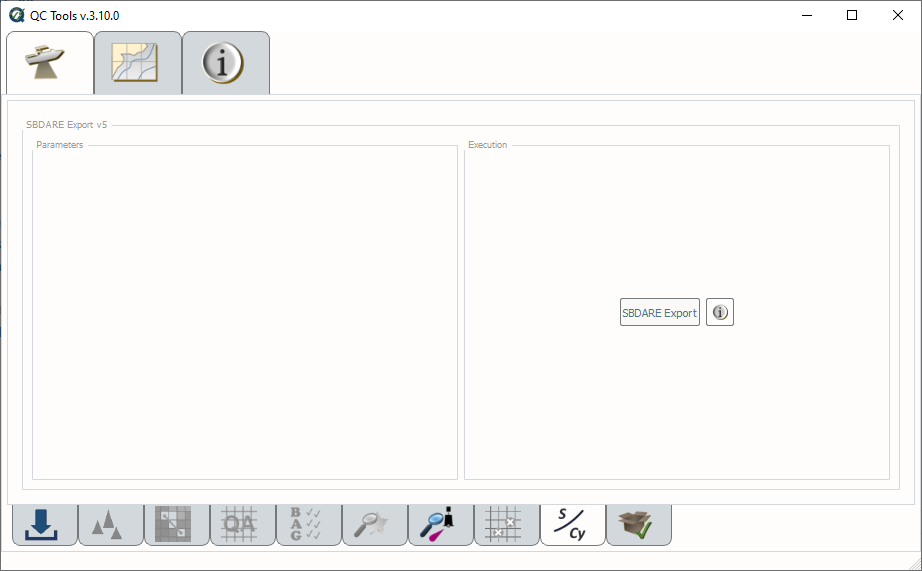 QC Tools v.3.10.0
SBDARE Export v5
Parameters
Execution
SBDARE Export
i
QA
B
A
G
S
Cy